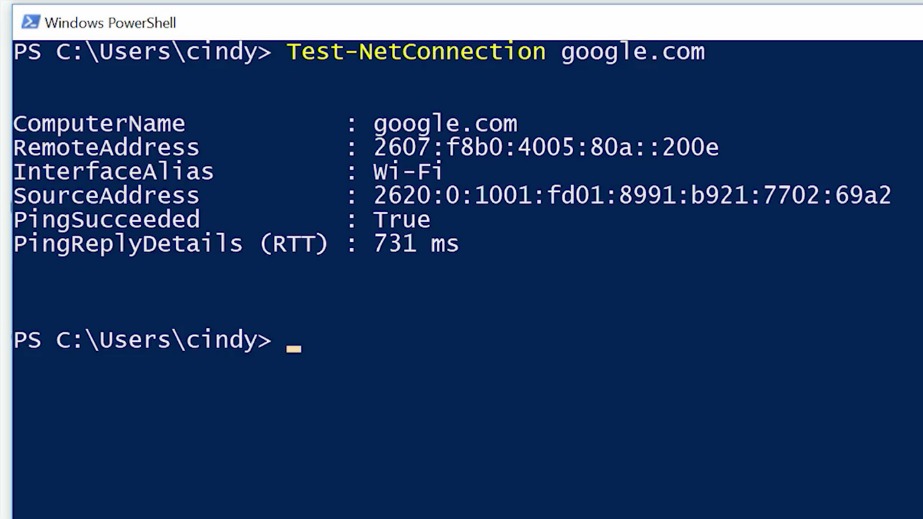 Windows PowerShell
PS C:\Users\cindy> Test-NetConnection google.com
ComputerName : google.com
RemoteAddress : 2607:f8b0:4005:80a::200e
InterfaceAlias : Wi-Fi
SourceAddress : 2620:0:1001:fd01:8991:b921:7702:69a2
PingSucceeded : True
PingReplyDetails (RTT) : 731 ms
PS C:\Users\cindy>